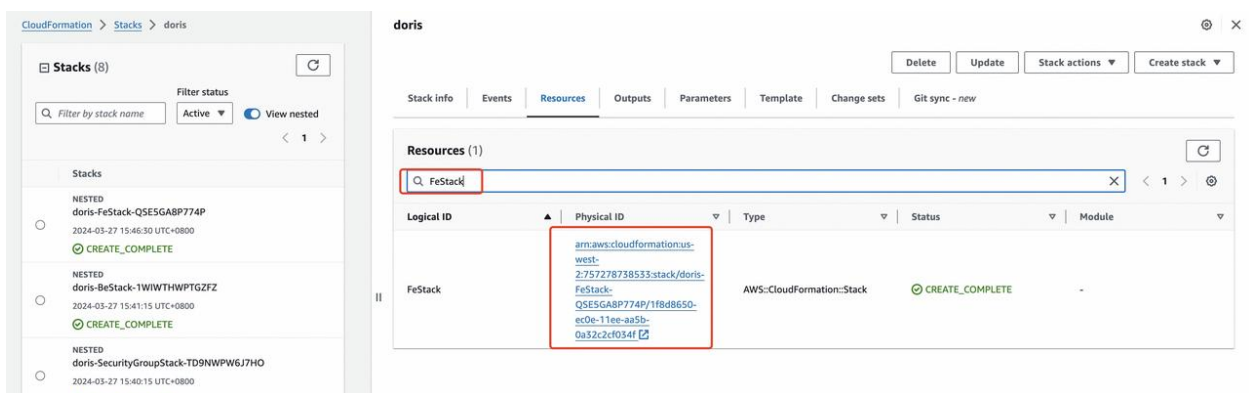 CloudFormation > Stacks > doris
Stacks (8)
Filter status
Filter by stack name
Active
View nested
1
Stacks
NESTED
doris-FeStack-QSE5GA8P774P
2024-03-27 15:46:30 UTC+0800
CREATE_COMPLETE
NESTED
doris-BeStack-1WIWTHWPTGZFZ
2024-03-27 15:41:15 UTC+0800
CREATE_COMPLETE
NESTED
doris-SecurityGroupStack-TD9NWPW6J7HO
2024-03-27 15:40:15 UTC+0800
doris
Delete Update Stack actions Create stack
Stack info Events Resources Outputs Parameters Template Change sets Git sync - new
Resources (1)
FeStack
1
Logical ID Physical ID Type Status Module
FeStack
arn:aws:cloudformation:us-
west-
2:757278738533:stack/doris-
FeStack-
QSE5GA8P774P/1f8d8650-
ec0e-11ee-aa5b-
0a32c2cf034f
AWS::CloudFormation::Stack
CREATE_COMPLETE
-